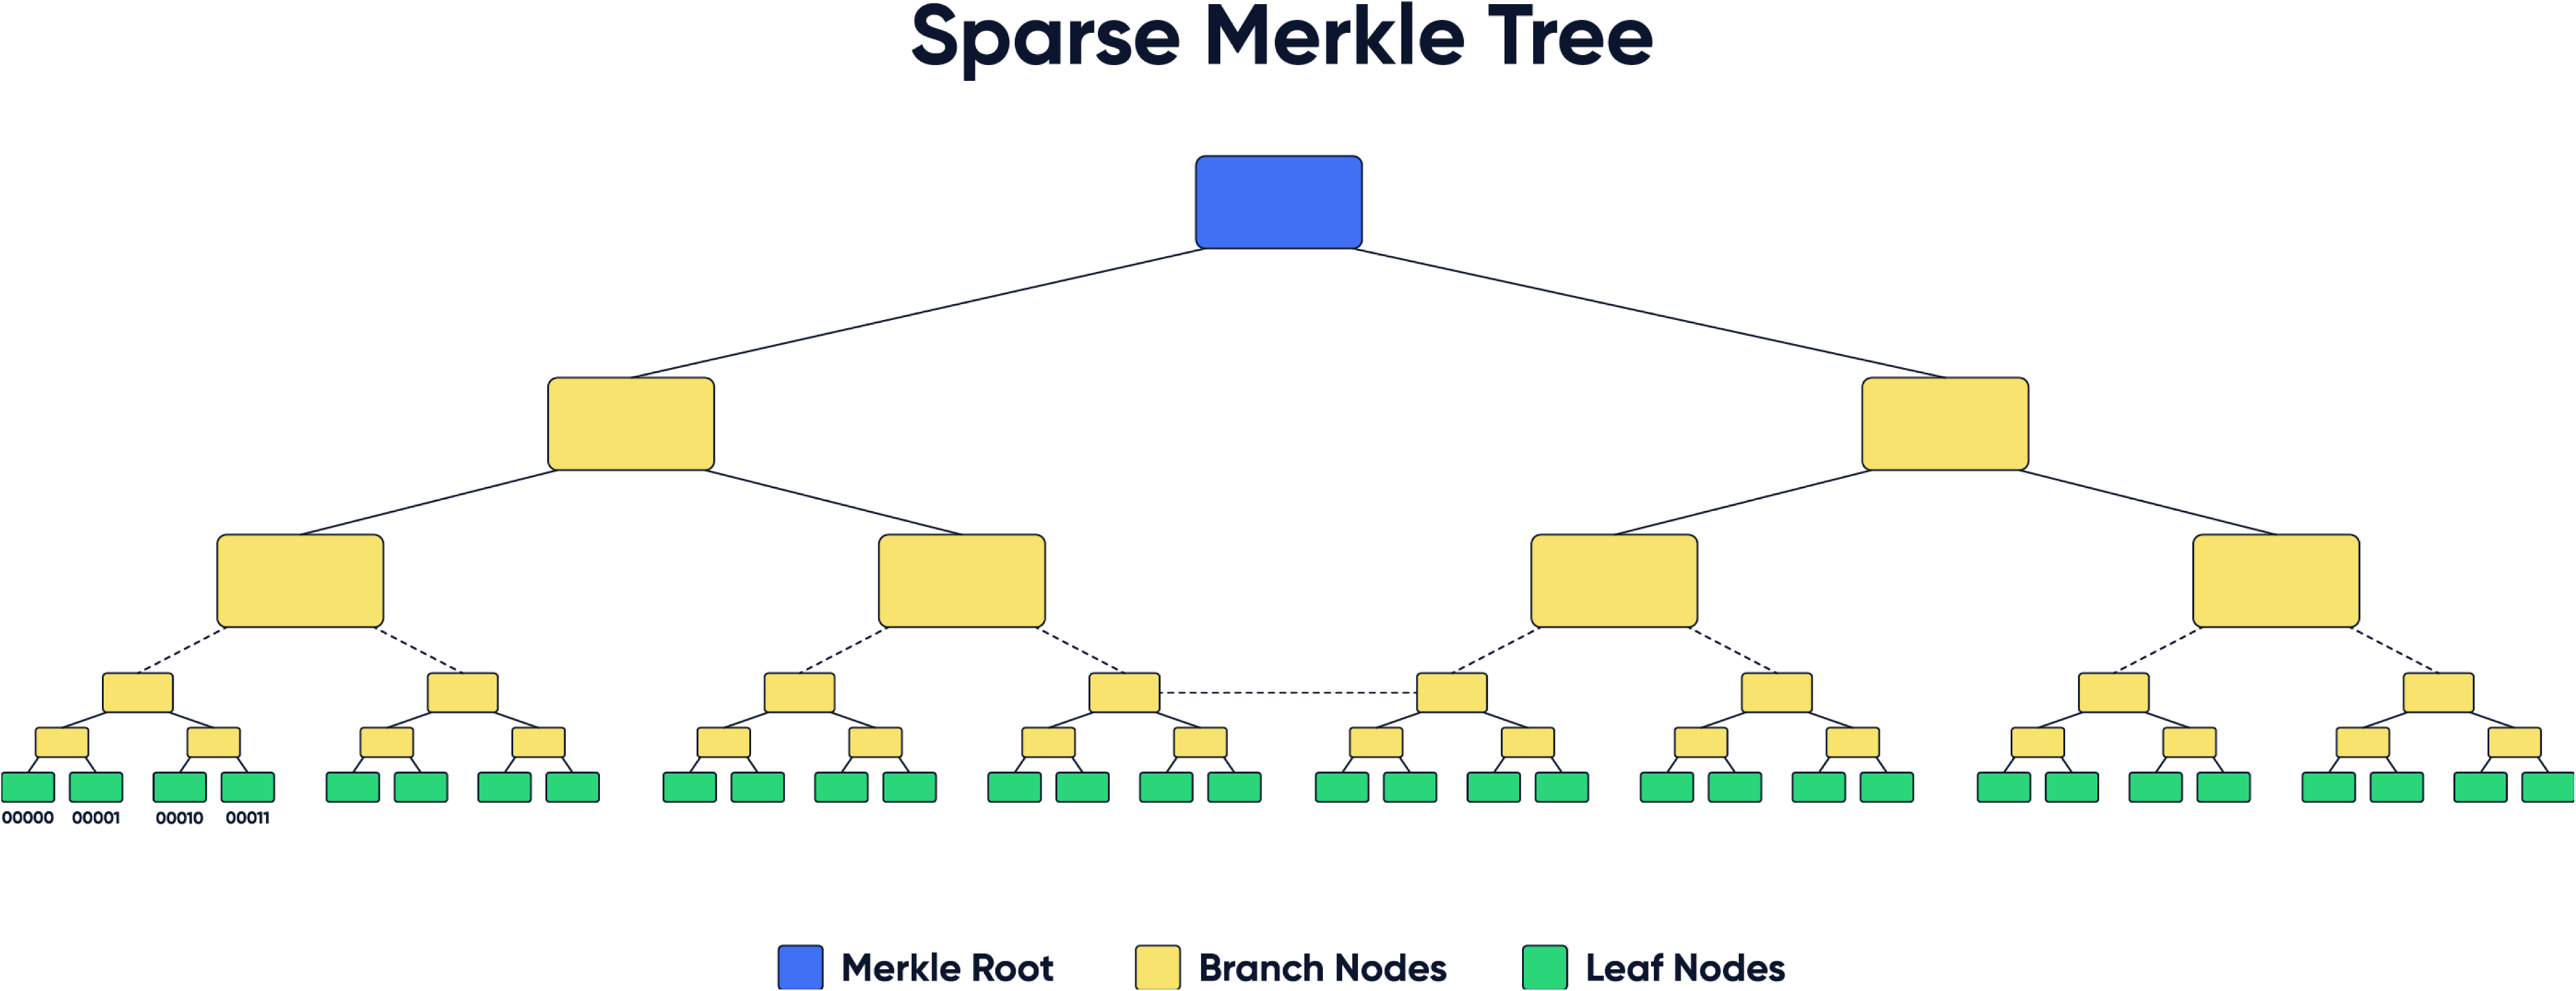 Sparse Merkle Tree
00000 00001 00010 00011
Merkle Root Branch Nodes Leaf Nodes